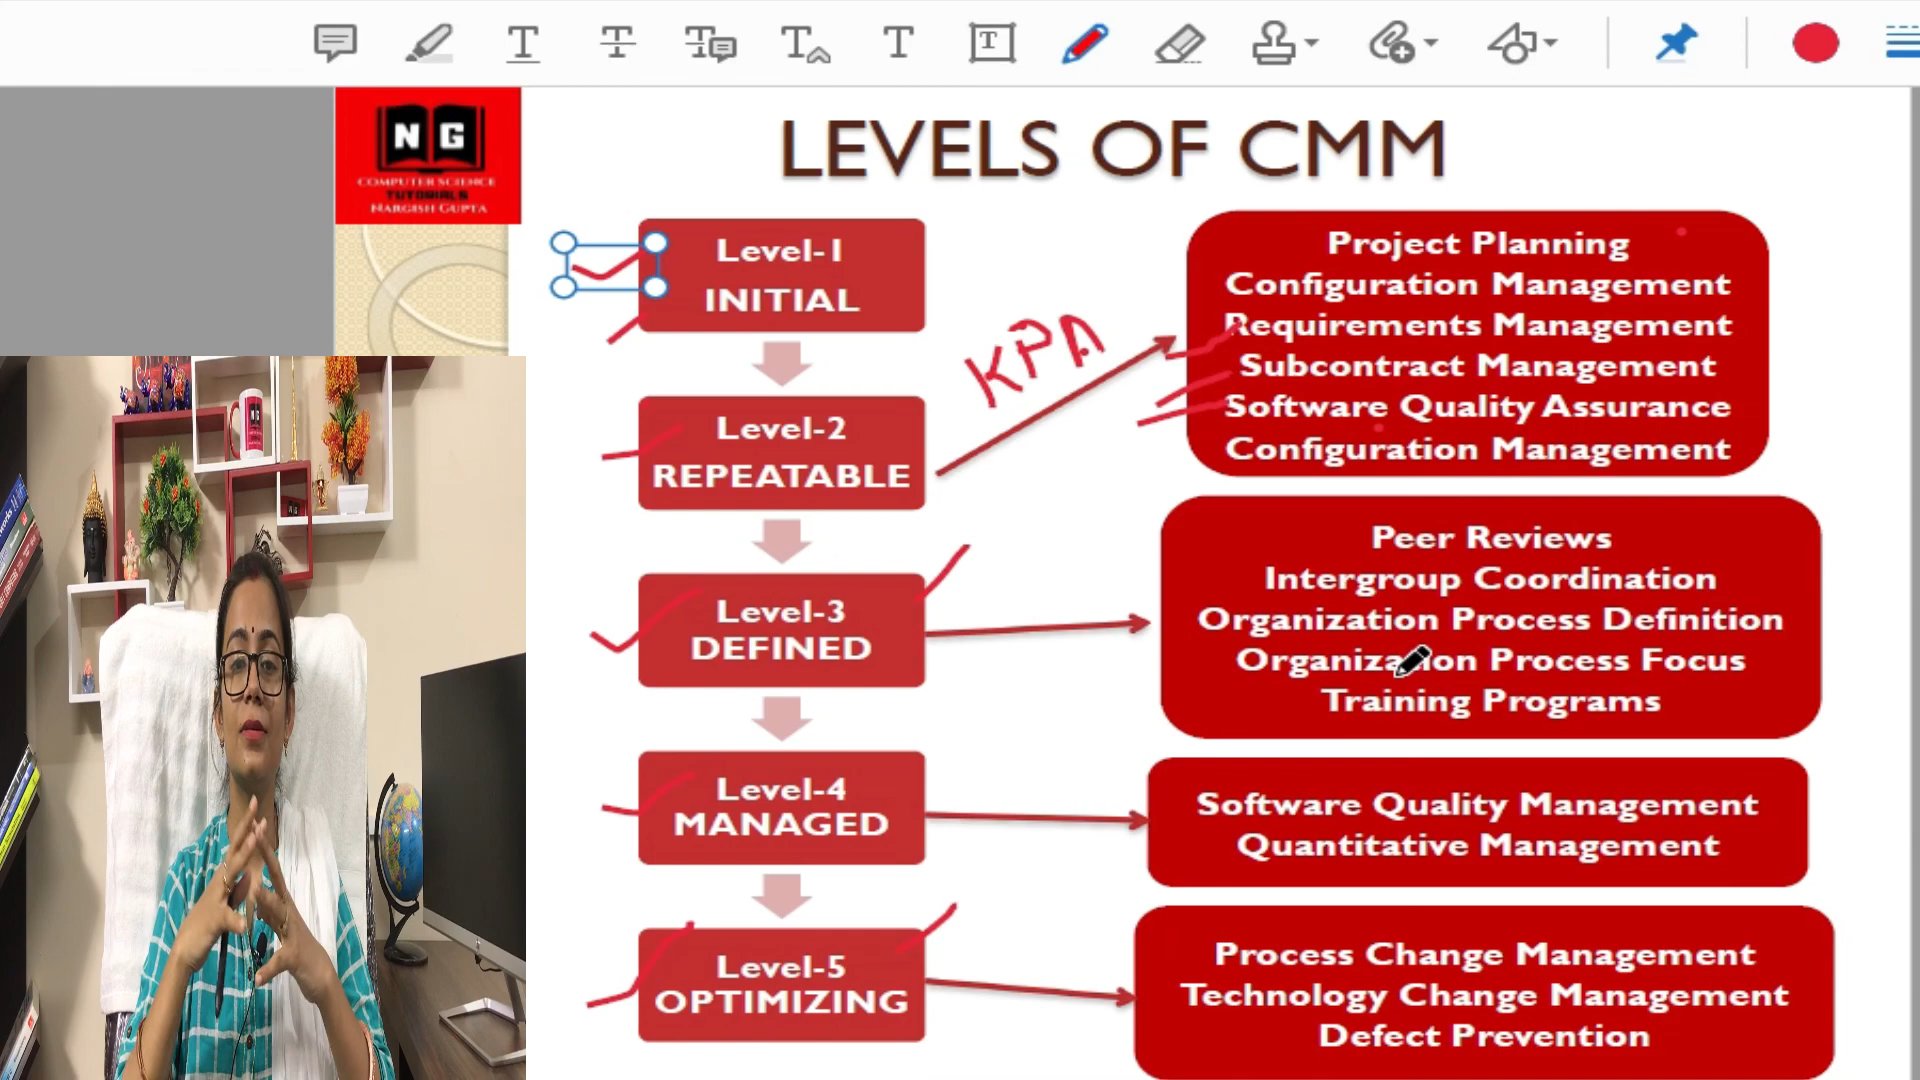 LEVELS OF CMM
N G
COMPUTER SCIENCE
TUTORIALS
NARGISH GUPTA
Level-1
INITIAL
Level-2
REPEATABLE
Level-3
DEFINED
Level-4
MANAGED
Level-5
OPTIMIZING
KPA
Project Planning
Configuration Management
Requirements Management
Subcontract Management
Software Quality Assurance
Configuration Management
Peer Reviews
Intergroup Coordination
Organization Process Definition
Organization Process Focus
Training Programs
Software Quality Management
Quantitative Management
Process Change Management
Technology Change Management
Defect Prevention